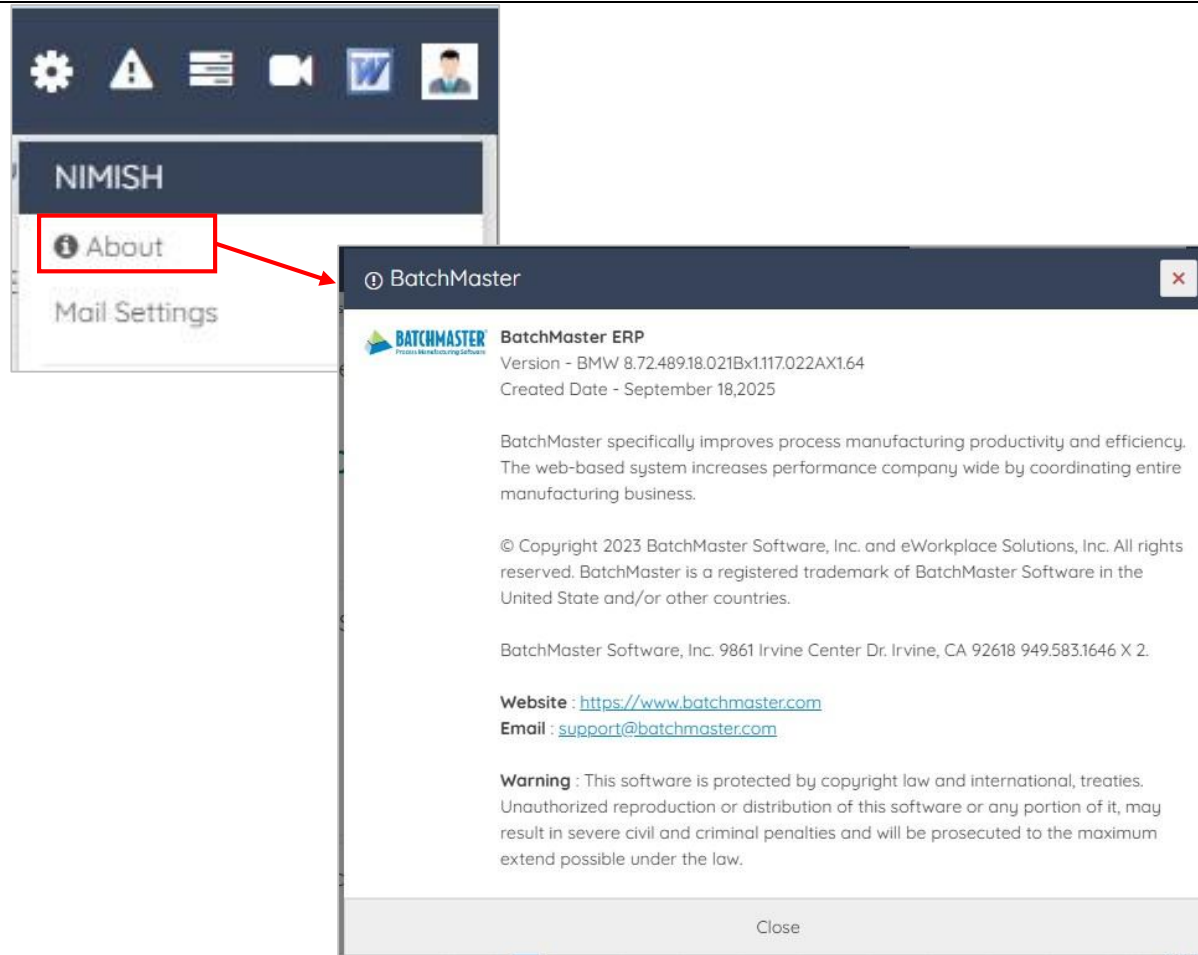 NIMISH
About
Mail Settings
BatchMaster
BATCHMASTER
Process Manufacturing Software
BatchMaster ERP
Version - BMW 8.72.489.18.021Bx1.117.022AX1.64
Created Date - September 18,2025
BatchMaster specifically improves process manufacturing productivity and efficiency.
The web-based system increases performance company wide by coordinating entire
manufacturing business.
© Copyright 2023 BatchMaster Software, Inc. and eWorkplace Solutions, Inc. All rights
reserved. BatchMaster is a registered trademark of BatchMaster Software in the
United State and/or other countries.
BatchMaster Software, Inc. 9861 Irvine Center Dr. Irvine, CA 92618 949.583.1646 X 2.
Website : https://www.batchmaster.com
Email : support@batchmaster.com
Warning : This software is protected by copyright law and international, treaties.
Unauthorized reproduction or distribution of this software or any portion of it, may
result in severe civil and criminal penalties and will be prosecuted to the maximum
extend possible under the law.
Close